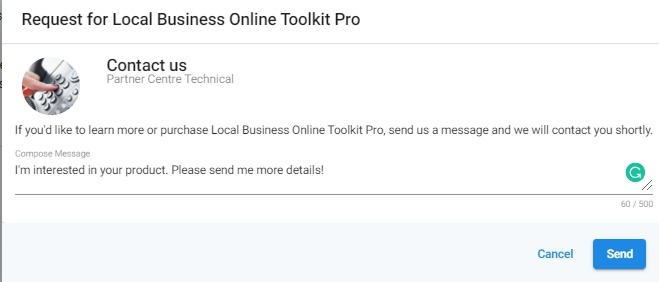 Request for Local Business Online Toolkit Pro
Contact us
Partner Centre Technical
If you'd like to learn more or purchase Local Business Online Toolkit Pro, send us a message and we will contact you shortly.
Compose Message
I'm interested in your product. Please send me more details!
60 / 500
Cancel
Send